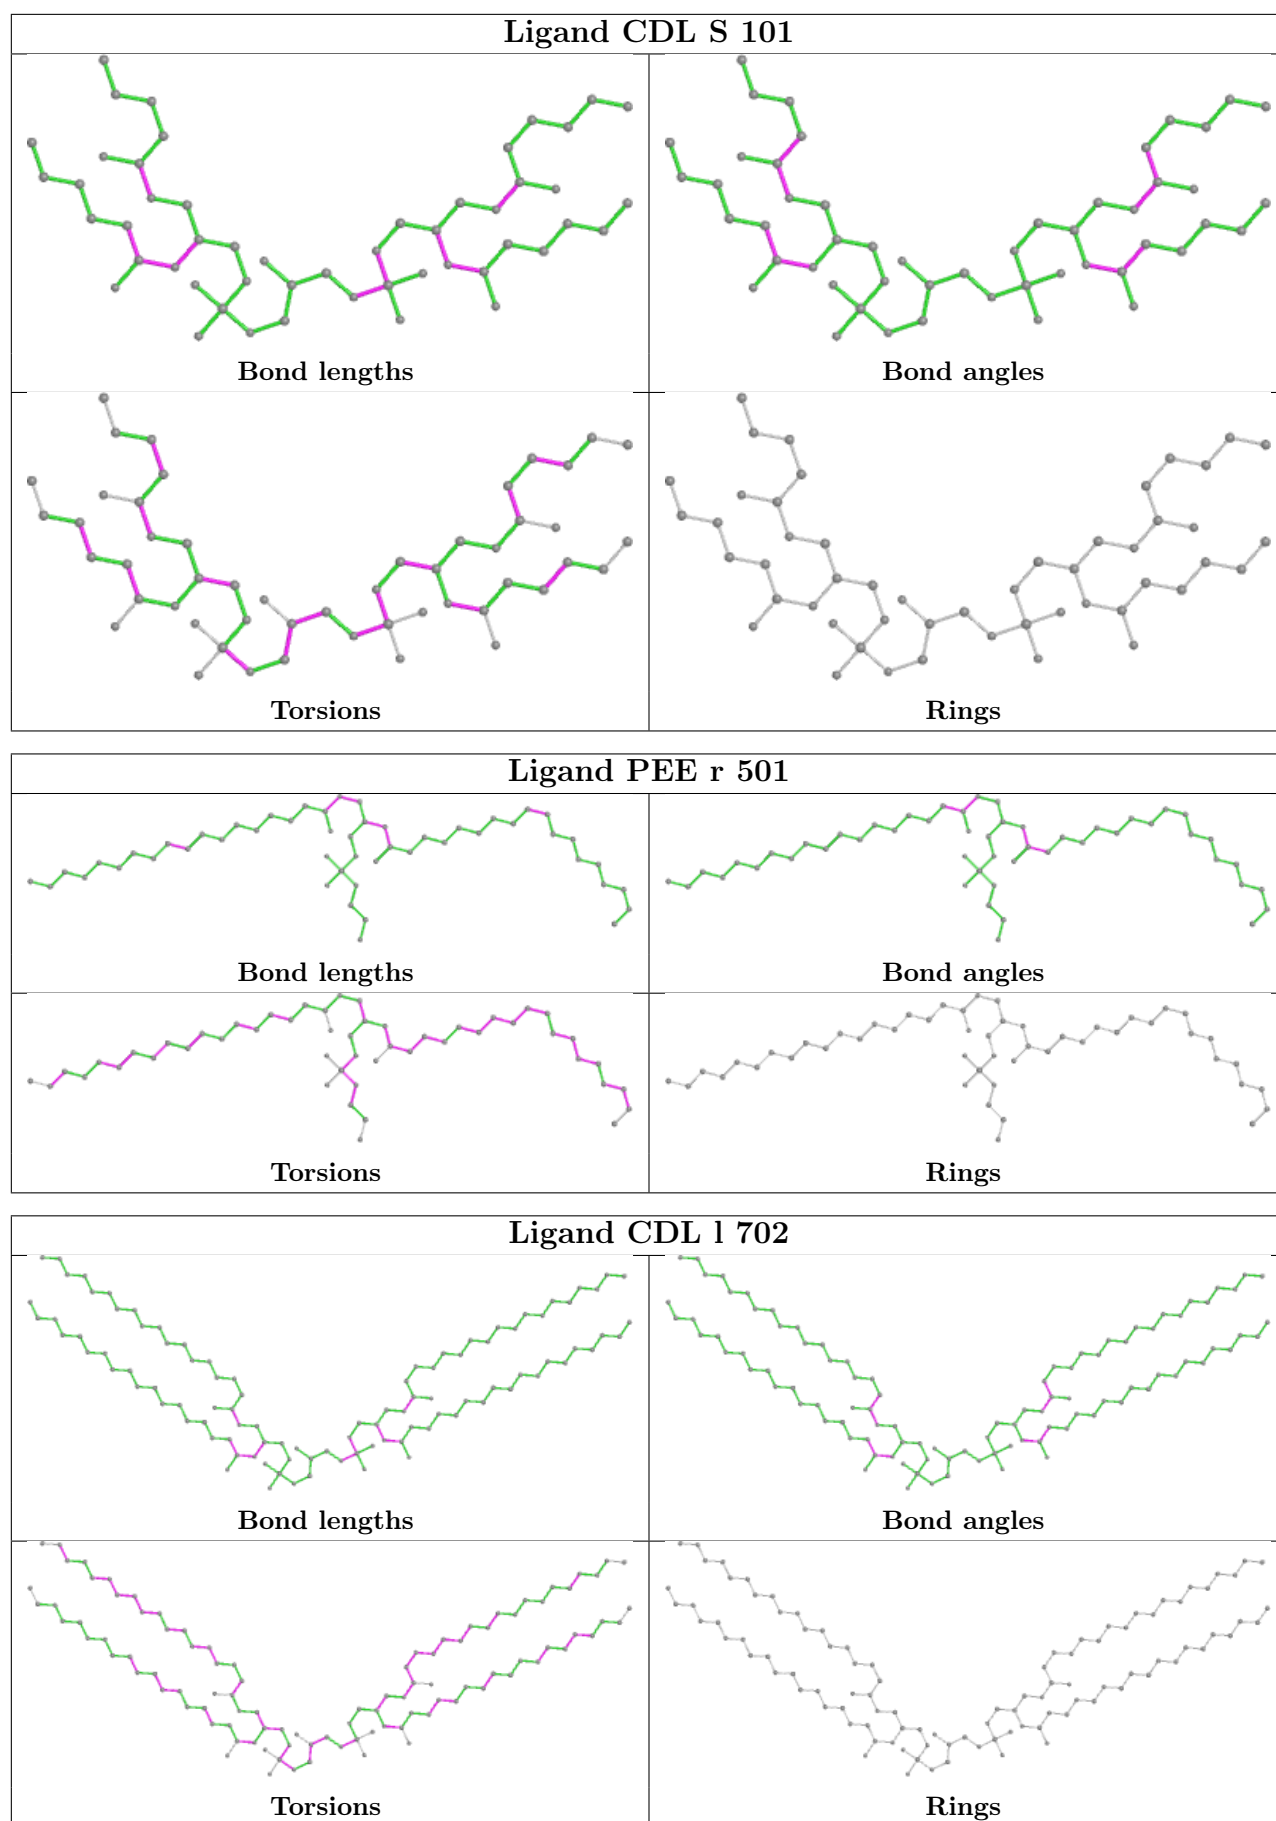 Ligand CDL S 101
Bond lengths
Bond angles
Torsions
Rings
Ligand PEE r 501
Bond lengths
Bond angles
Torsions
Rings
Ligand CDL l 702
Bond lengths
Bond angles
Torsions
Rings